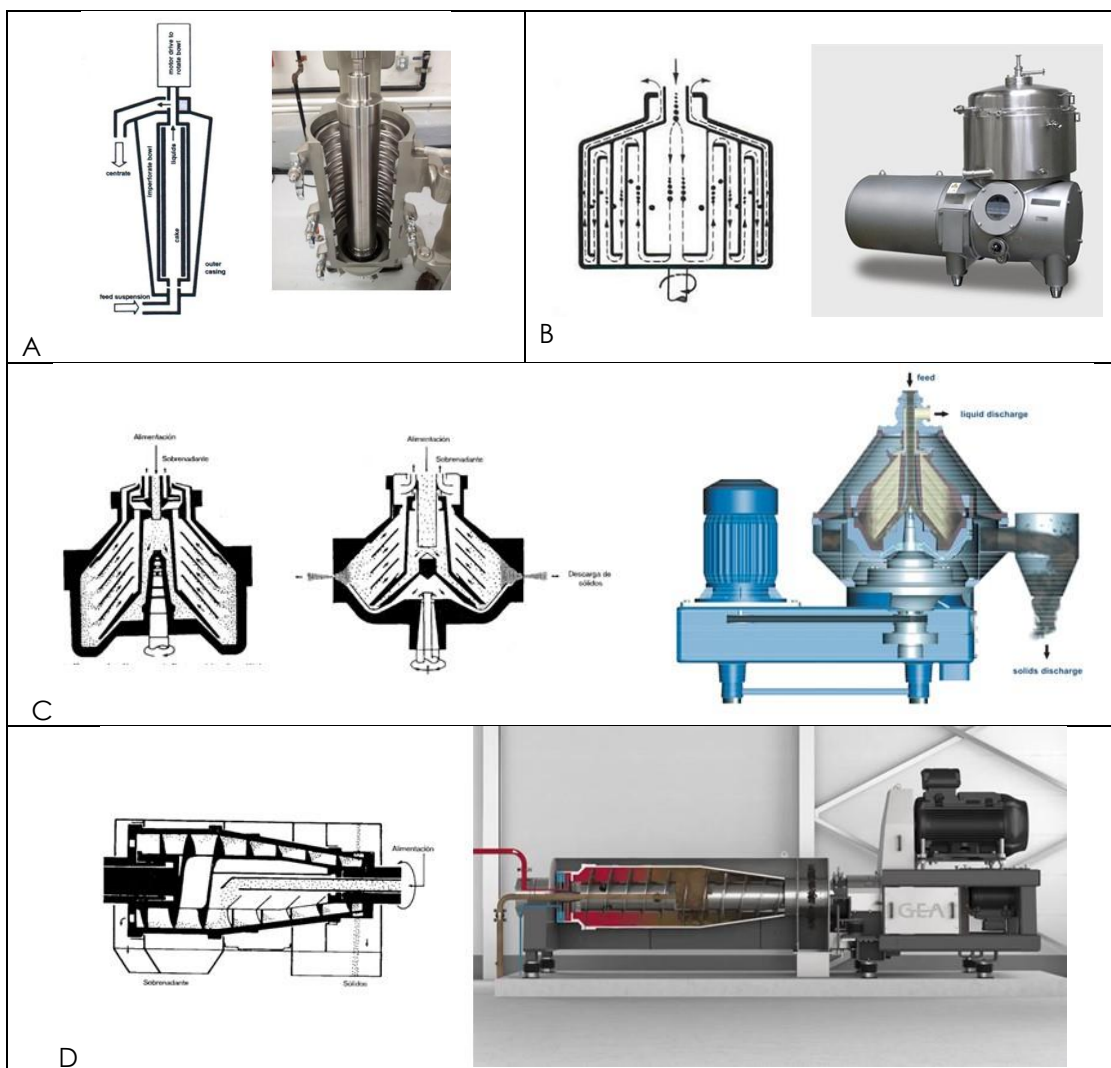 motor drive to
rotate bowl
centrate
imperforate bowl
liquide
cake
outer
casing
feed suspension
A
B
Alimentación
Sobrenadante
Alimentación
Sobrenadante
Descarga de
sólidos
feed
liquid discharge
solids discharge
C
Alimentación
Sobrenadante
Sólidos
GEA
D